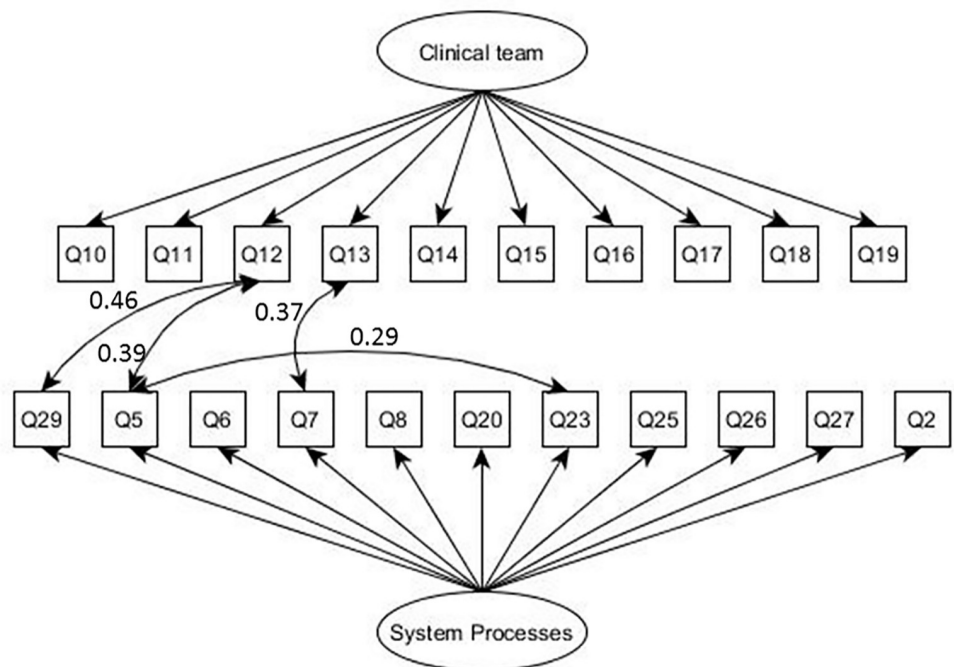 Clinical team
Q10 Q11 Q12 Q13 Q14 Q15 Q16 Q17 Q18 Q19
0.46
0.37
0.29
0.39
Q29 Q5 Q6 Q7 Q8 Q20 Q23 Q25 Q26 Q27 Q2
System Processes